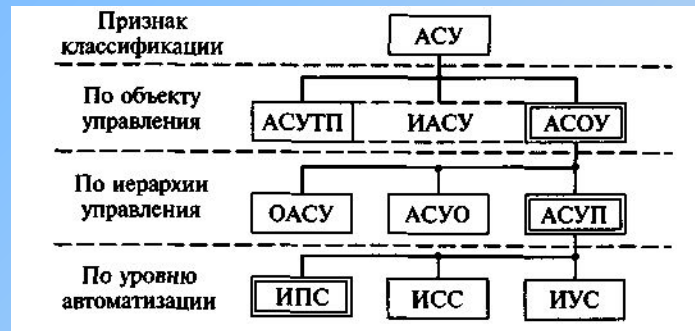 Признак
классификации
АСУ
По объекту
управления
АСУТП ИАСУ АСОУ
По иерархии
управления
ОАСУ АСУО АСУП
По уровню
автоматизации
ИПС ИСС ИУС